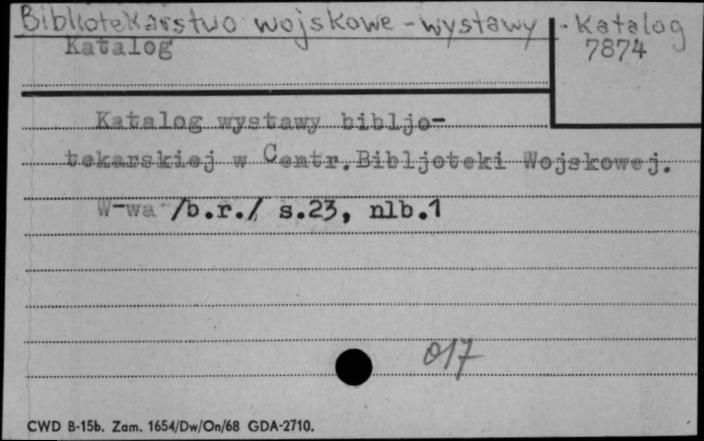 Bibliotekarstwo wojskowe - wystawy - Katalog
Katalog
7874
Katalog wystawy bibljo-
tekarskiej w Centr.Bibljoteki Wojskowej.
W-wa /b.r./ s.23, nlb.1
017
CWD B-15b. Zam. 1654/Dw/On/68 GDA-2710.